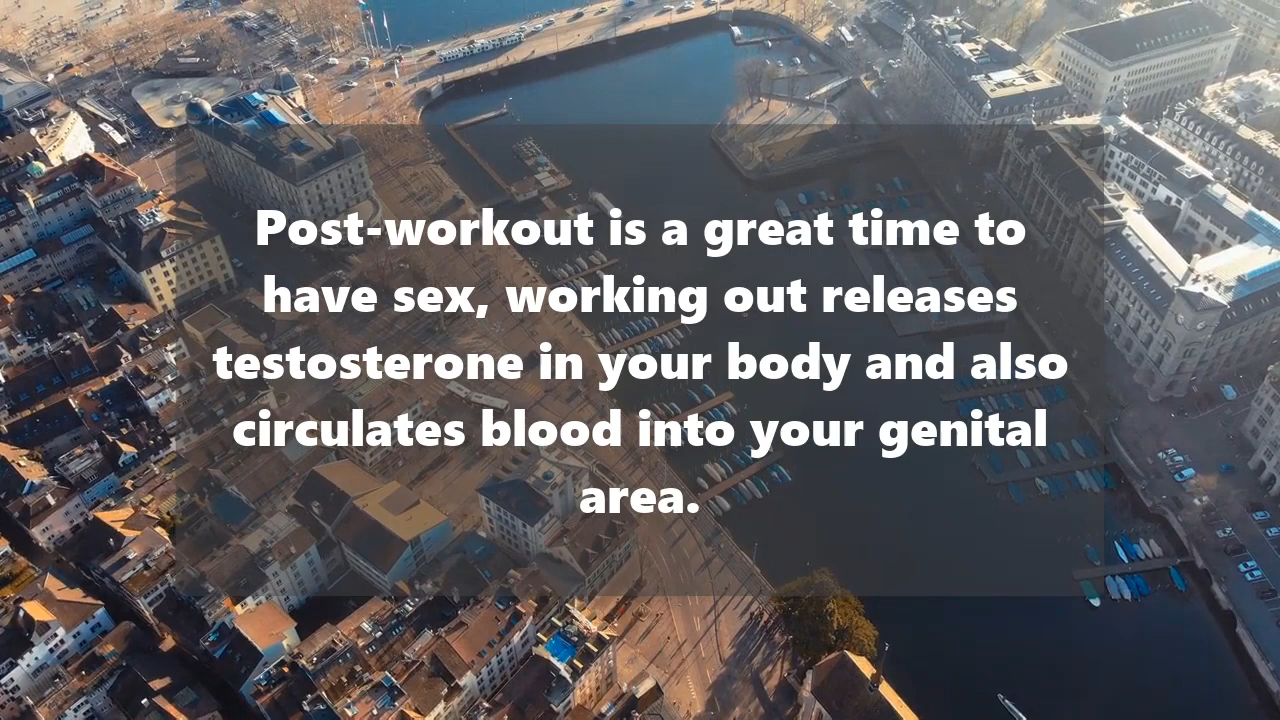 Post-workout is a great time to
have sex, working out releases
testosterone in your body and also
circulates blood into your genital
area.